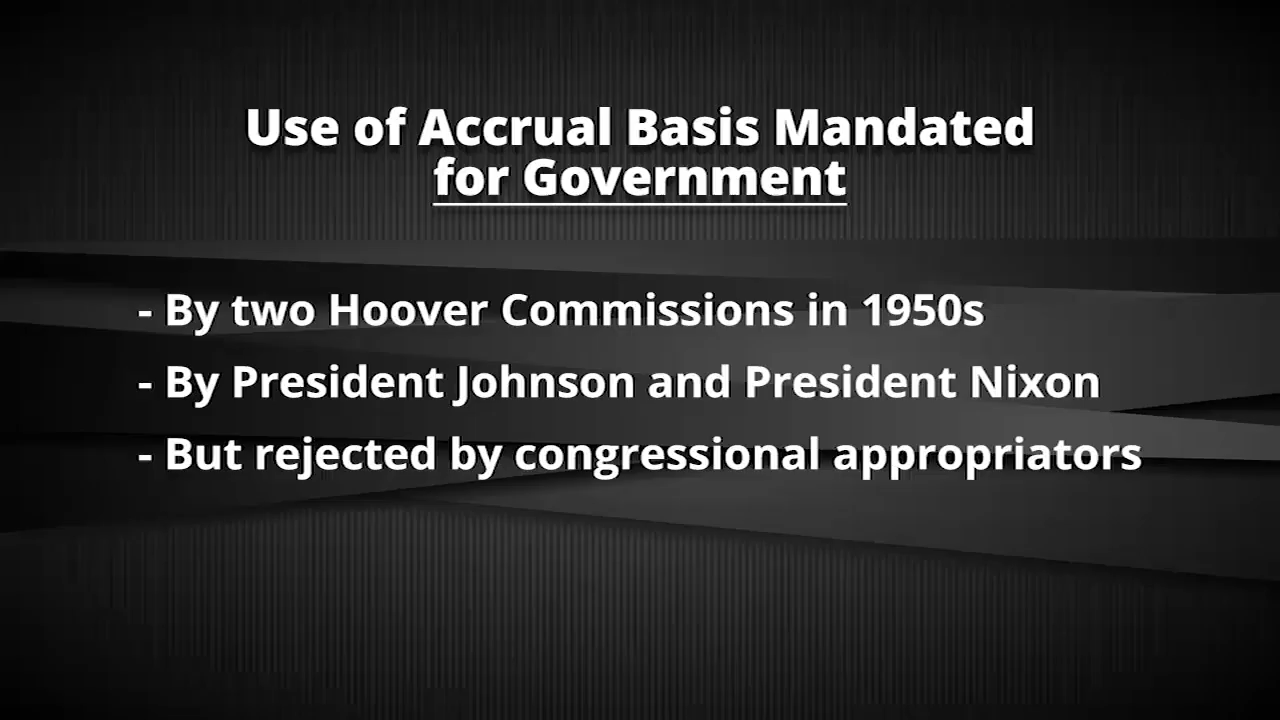 Use of Accrual Basis Mandated
for Government
- By two Hoover Commissions in 1950s
- By President Johnson and President Nixon
- But rejected by congressional appropriators